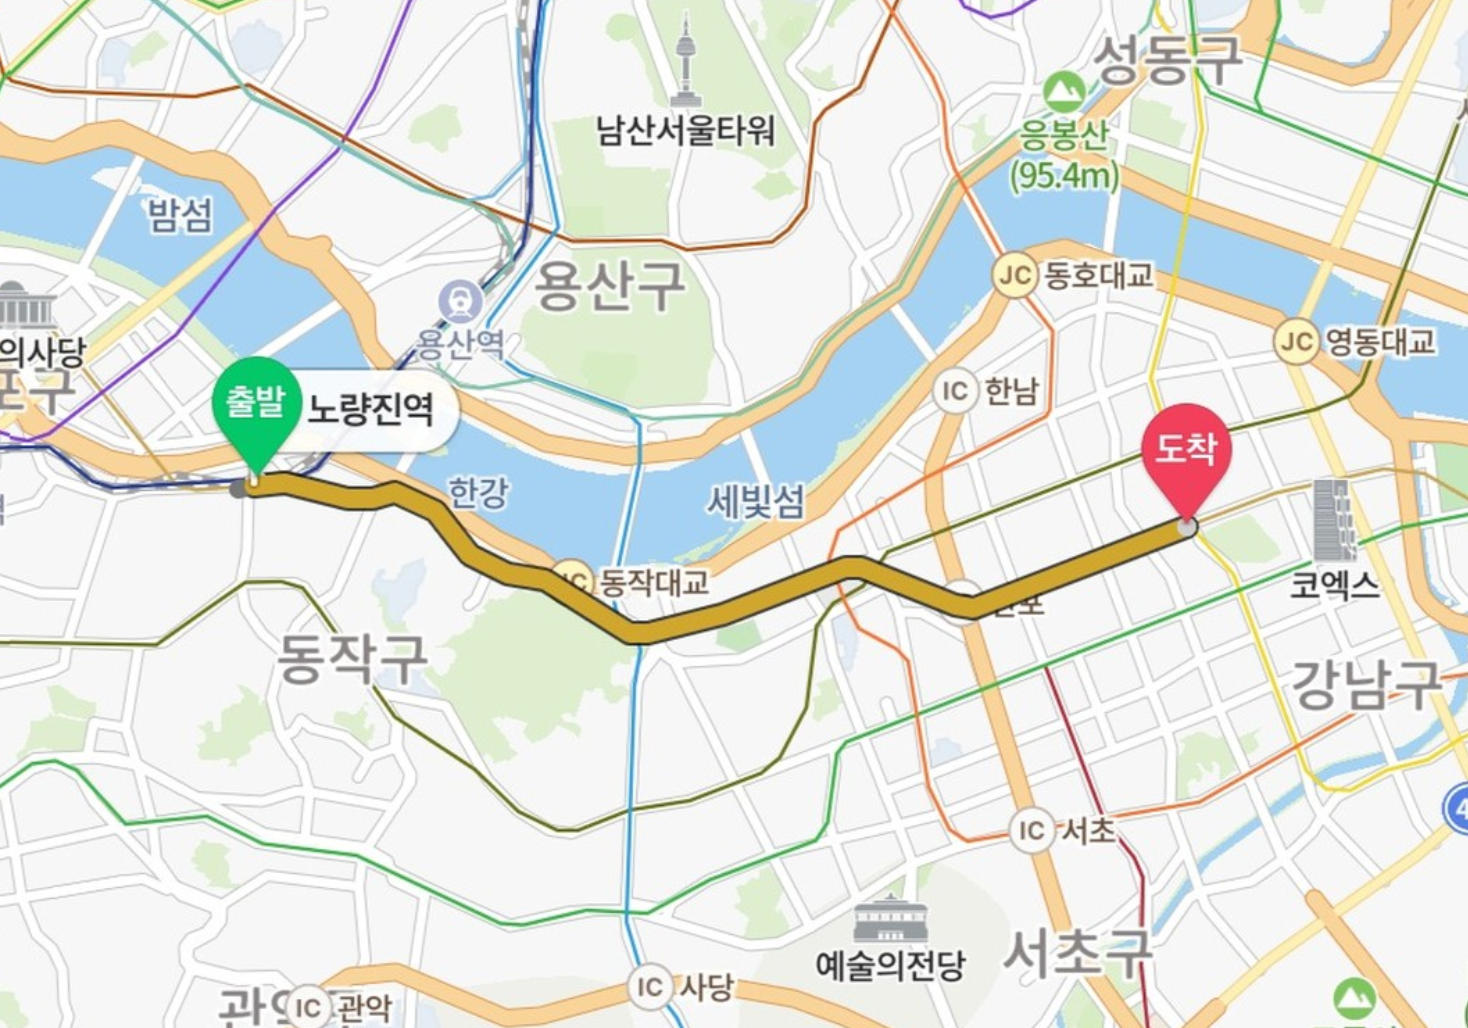 성동구
남산서울타워
응봉산
(95.4m)
밤섬
용산구
JC 동호대교
의사당
용산역
JC 영동대교
출발 노량진역
IC 한남
도착
한강
세빛섬
동작대교
코엑스
동작구
강남구
IC 서초
4
예술의전당
서초구
IC 사당
IC 관악